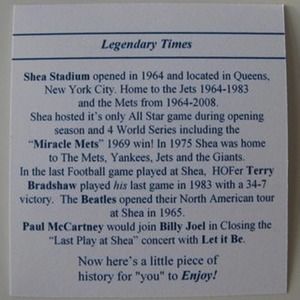 Legendary Times
Shea Stadium opened in 1964 and located in Queens,
New York City. Home to the Jets 1964-1983
and the Mets from 1964-2008.
Shea hosted it's only All Star game during opening
season and 4 World Series including the
"Miracle Mets" 1969 win! In 1975 Shea was home
to The Mets, Yankees, Jets and the Giants.
In the last Football game played at Shea, HOFer Terry
Bradshaw played his last game in 1983 with a 34-7
victory. The Beatles opened their North American tour
at Shea in 1965.
Paul McCartney would join Billy Joel in Closing the
"Last Play at Shea" concert with Let it Be.
Now here's a little piece of
history for "you" to Enjoy!